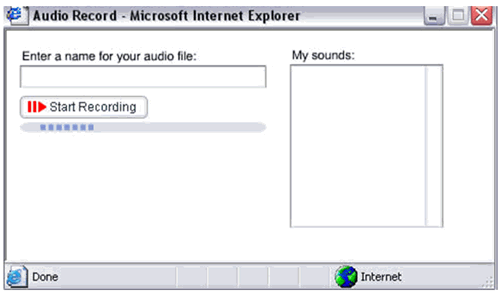 Audio Record - Microsoft Internet Explorer
Enter a name for your audio file:
Start Recording
My sounds:
Done
Internet